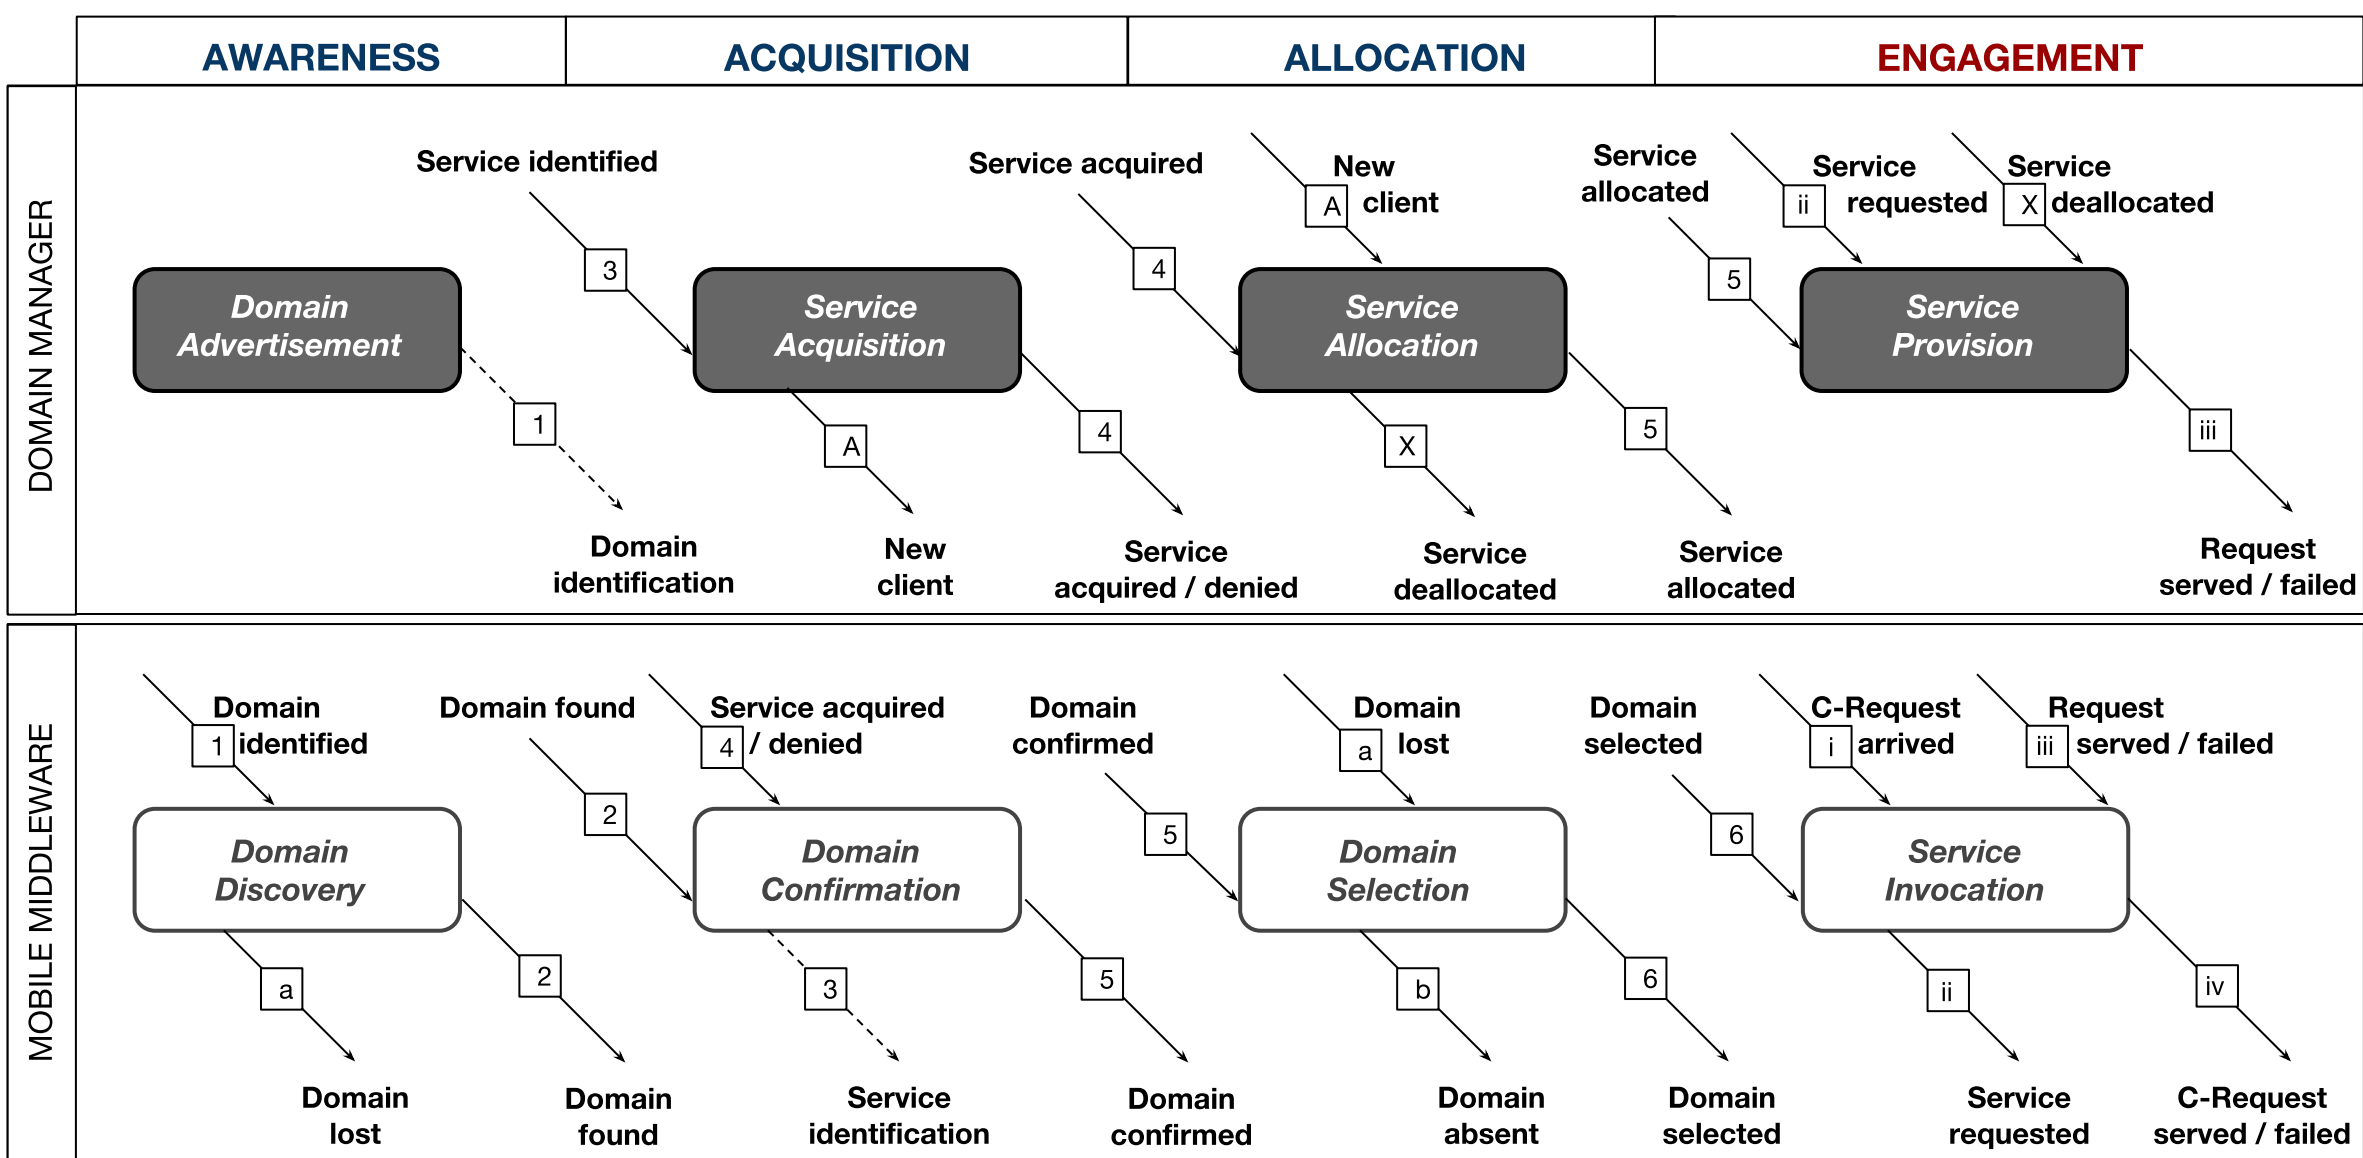 AWARENESS
ACQUISITION
ALLOCATION
ENGAGEMENT
DOMAIN MANAGER
Service identified
3
Service acquired
4
New
A
client
Service
allocated
5
Service
ii
requested
Service
X
deallocated
Domain
Advertisement
Service
Acquisition
Service
Allocation
Service
Provision
1
A
4
X
5
iii
Domain
identification
New
client
Service
acquired / denied
Service
deallocated
Service
allocated
Request
served / failed
MOBILE MIDDLEWARE
Domain
1
identified
Domain found
2
Service acquired
4
/ denied
Domain
confirmed
5
Domain
a
lost
Domain
selected
6
C-Request
i
arrived
Request
iii
served / failed
Domain
Discovery
Domain
Confirmation
Domain
Selection
Service
Invocation
a
2
3
5
b
6
ii
iv
Domain
lost
Domain
found
Service
identification
Domain
confirmed
Domain
absent
Domain
selected
Service
requested
C-Request
served / failed